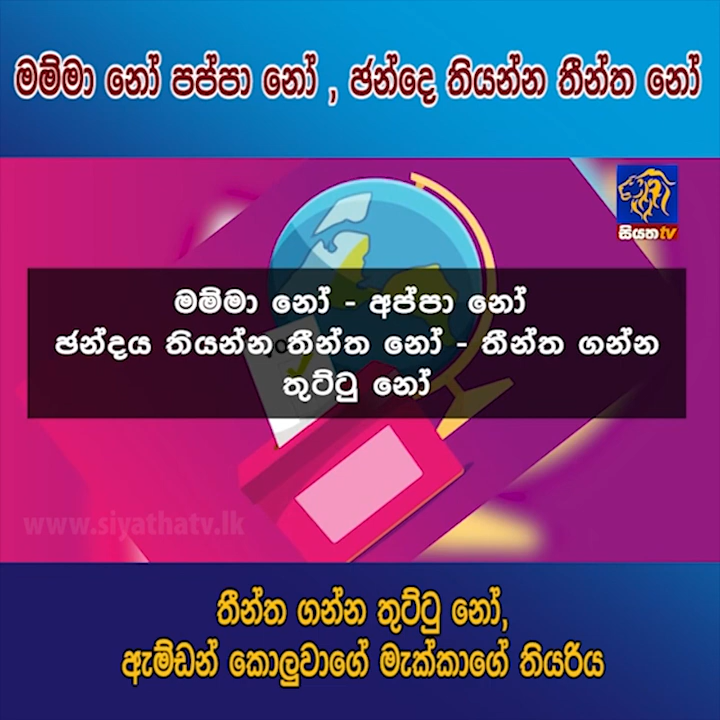 මම්මා නෝ පප්පා නෝ , ඡන්දෙ තියන්න තීන්ත නෝ
සියත tv
මම්මා නෝ - අප්පා නෝ
ඡන්දය තියන්න තීන්ත නෝ - තීන්ත ගන්න
තුට්ටු නෝ
www.siyathatv.lk
තීන්ත ගන්න තුට්ටු නෝ,
ඇම්ඩන් කොලුවාගේ මැක්කාගේ තියරිය